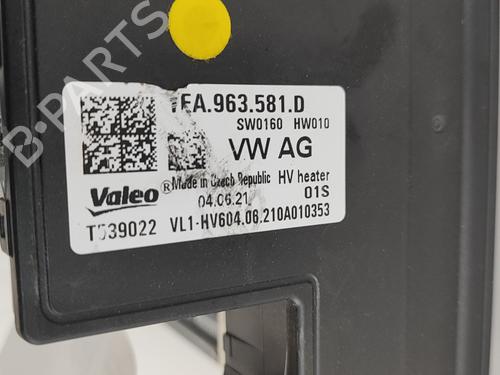 B-PARTS
EA.963.581.D
SW0160 HW010
VW AG
Valeo® Made in Czech Republic HV heater
04.06.21 01S
T539022 VL1-HV604.06.210A010353